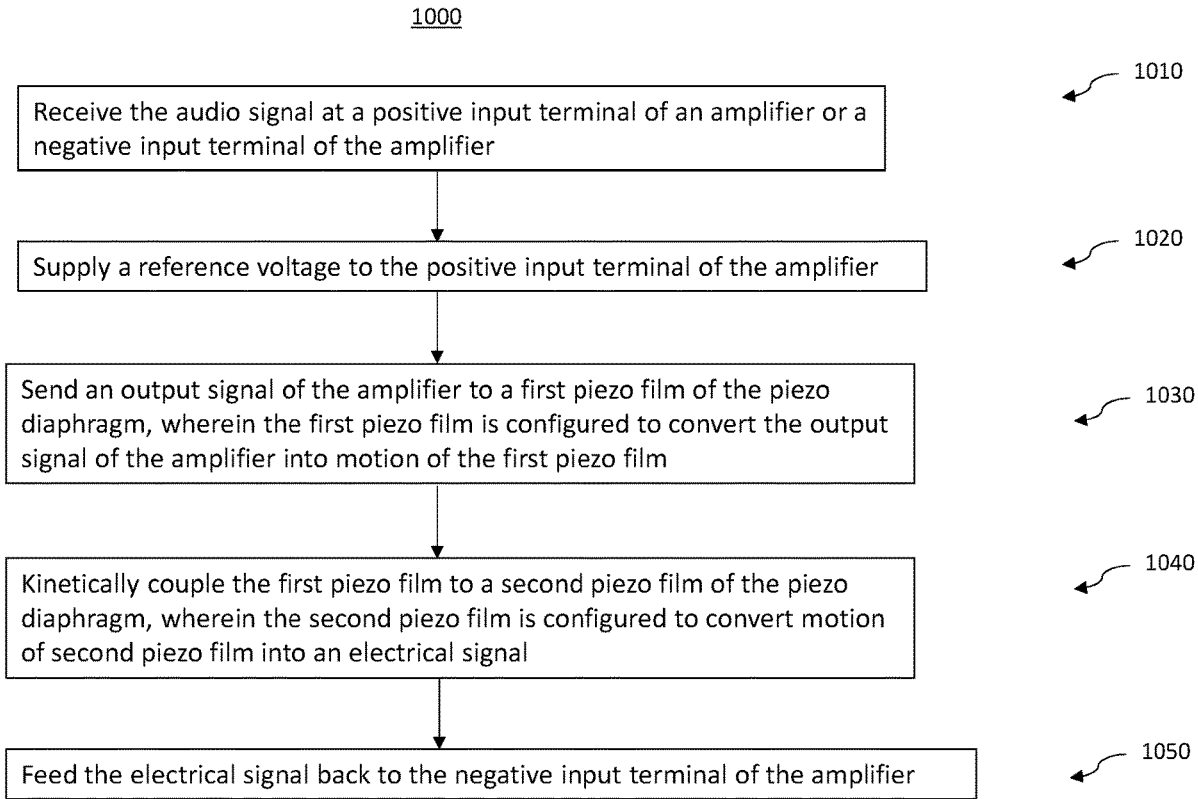 1000
1010
Receive the audio signal at a positive input terminal of an amplifier or a
negative input terminal of the amplifier
1020
Supply a reference voltage to the positive input terminal of the amplifier
Send an output signal of the amplifier to a first piezo film of the piezo
diaphragm, wherein the first piezo film is configured to convert the output
signal of the amplifier into motion of the first piezo film
1030
Kinetically couple the first piezo film to a second piezo film of the piezo
diaphragm, wherein the second piezo film is configured to convert motion
of second piezo film into an electrical signal
1040
Feed the electrical signal back to the negative input terminal of the amplifier
1050